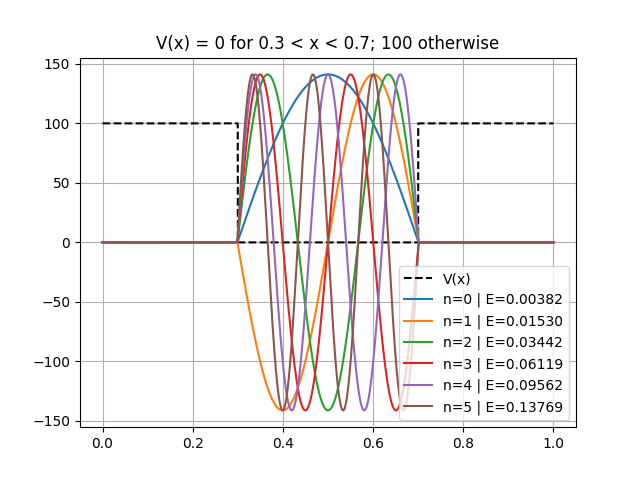 V(x) = 0 for 0.3 < x < 0.7; 100 otherwise
150
100
50
0
−50
−100
−150
V(x)
n=0 | E=0.00382
n=1 | E=0.01530
n=2 | E=0.03442
n=3 | E=0.06119
n=4 | E=0.09562
n=5 | E=0.13769
0.0 0.2 0.4 0.6 0.8 1.0